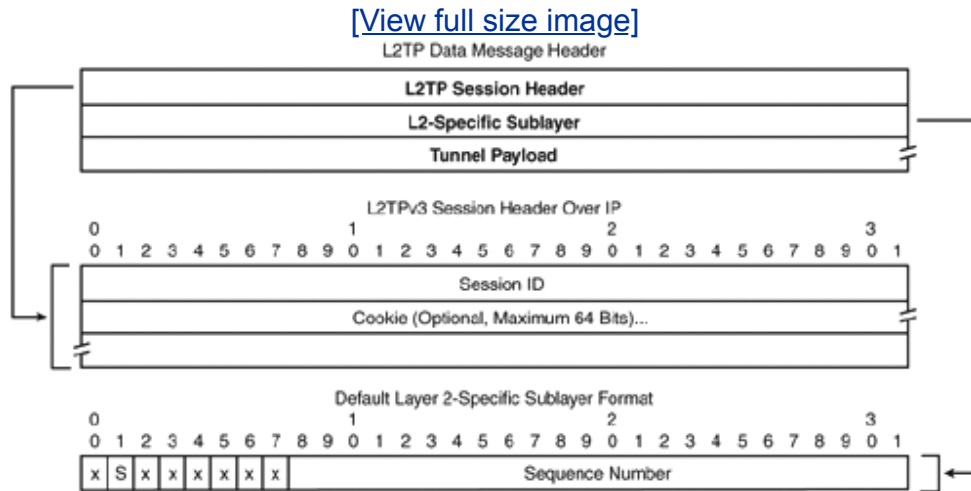 [View full size image]
L2TP Data Message Header
L2TP Session Header
L2-Specific Sublayer
Tunnel Payload
L2TPv3 Session Header Over IP
0 1 2 3
0 1 2 3 4 5 6 7 8 9 0 1 2 3 4 5 6 7 8 9 0 1 2 3 4 5 6 7 8 9 0 1
Session ID
Cookie (Optional, Maximum 64 Bits)...
Default Layer 2-Specific Sublayer Format
0 1 2 3
0 1 2 3 4 5 6 7 8 9 0 1 2 3 4 5 6 7 8 9 0 1 2 3 4 5 6 7 8 9 0 1
x S x x x x x x Sequence Number